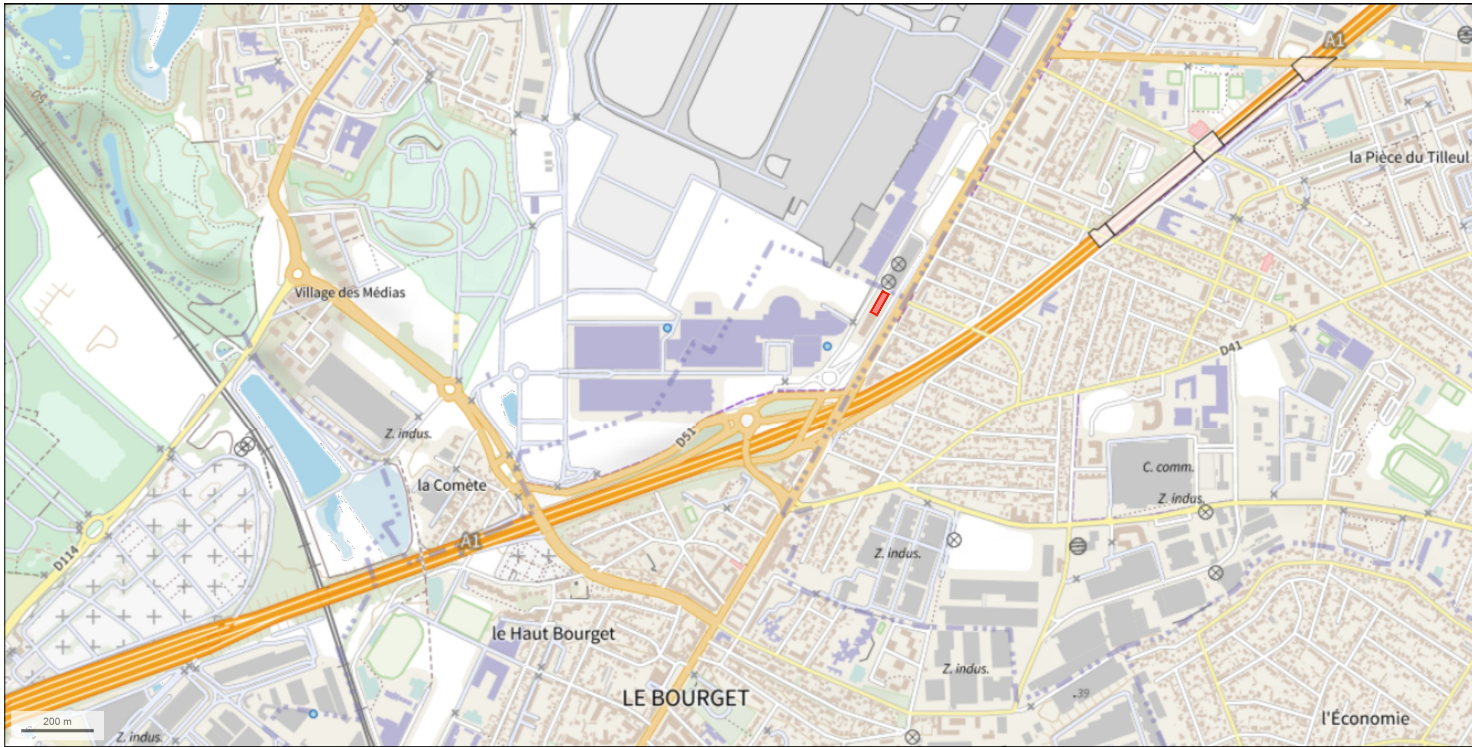 A1
50
la Pièce du Tilleul
Village des Médias
D41
Z. indus.
D51
la Comète
C. comm.
Z. indus.
A1
Z. indus.
D114
le Haut Bourget
Z. indus.
LE BOURGET
39
l'Économie
200 m
Z. indus.